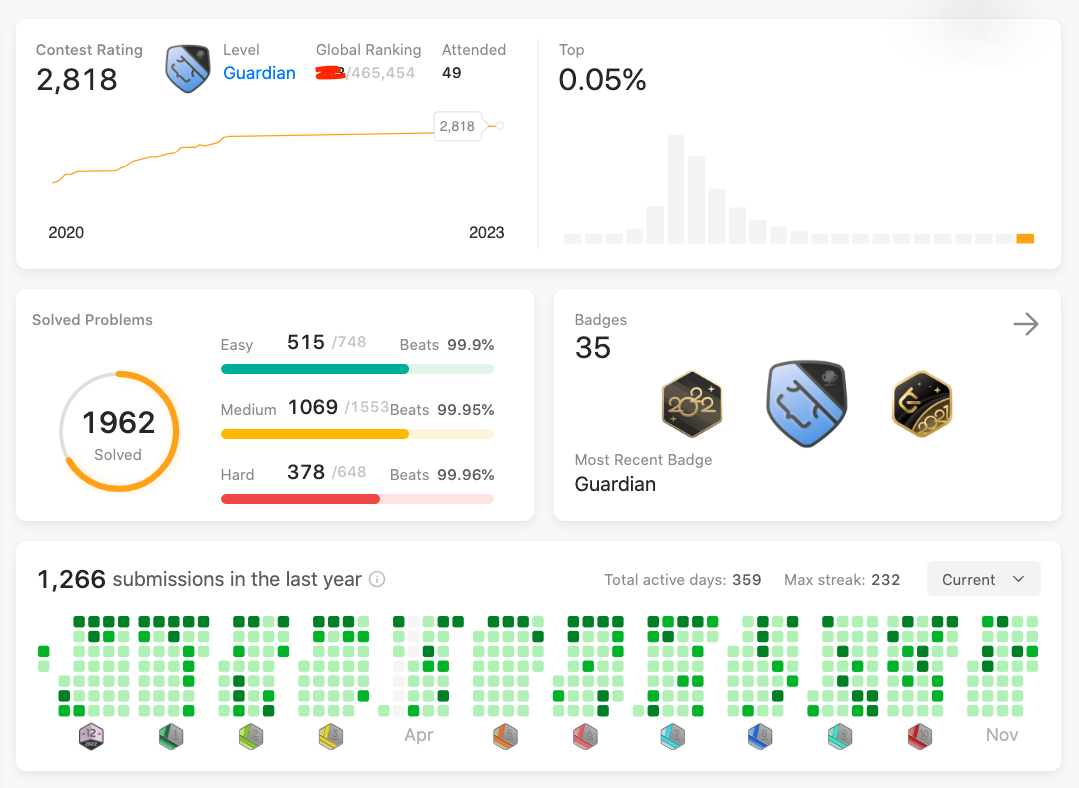 Contest Rating
2,818
Level
Guardian
Global Ranking
/465,454
Attended
49
2,818
2020
2023
Top
0.05%
Solved Problems
1962
Solved
Easy 515 /748 Beats 99.9%
Medium 1069 /1553 Beats 99.95%
Hard 378 /648 Beats 99.96%
Badges
35
2022
2021
Most Recent Badge
Guardian
1,266 submissions in the last year
Total active days: 359 Max streak: 232 Current
Apr
Nov